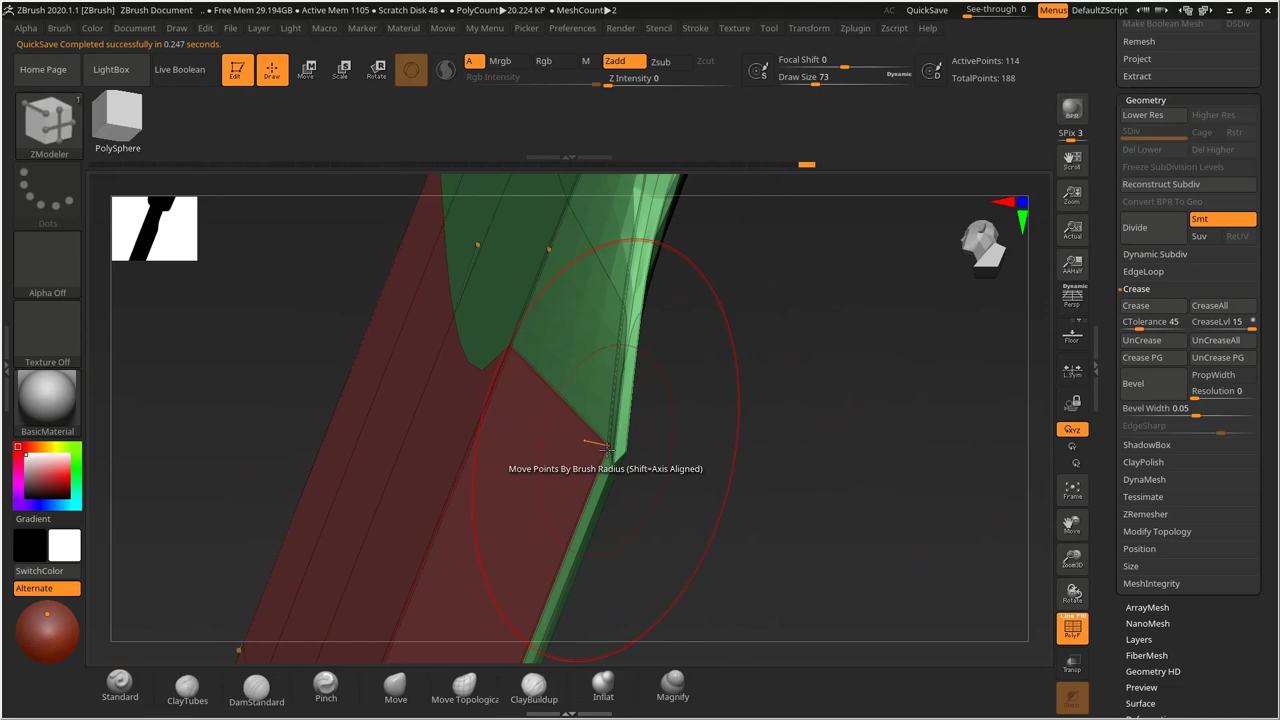 ZBrush 2020.1.1 [ZBrush] ZBrush Document .. • Free Mem 29.194GB • Active Mem 1105 • Scratch Disk 48 • • PolyCount▸20.224 KP • MeshCount▸2
AC QuickSave See-through 0 Menus DefaultZScript
Alpha Brush Color Document Draw Edit File Layer Light Macro Marker Material Movie My Menu Picker Preferences Render Stencil Stroke Texture Tool Transform Zplugin Zscript Help
QuickSave Completed successfully in 0.247 seconds.
Home Page LightBox Live Boolean
Edit Draw Move Scale Rotate
A Mrgb Rgb M Zadd Zsub Zcut
Rgb Intensity Z Intensity 0
Focal Shift 0
Draw Size 73 Dynamic
S D
ActivePoints: 114
TotalPoints: 188
1
ZModeler
PolySphere
Dots
Alpha Off
Texture Off
BasicMaterial
Gradient
SwitchColor
Alternate
Move Points By Brush Radius (Shift=Axis Aligned)
Standard
ClayTubes
DamStandard
Pinch
Move
Move Topologica
ClayBuildup
Inflat
Magnify
BPR
SPix 3
Scroll
Zoom
Actual
AAHalf
Dynamic
Persp
Floor
L.Sym
XYZ
Frame
Move
Zoom3D
Rotate
Line Fill
PolyF
Transp
Make Boolean Mesh DSDiv
Remesh
Project
Extract
Geometry
Lower Res Higher Res
SDiv Cage Rstr
Del Lower Del Higher
Freeze SubDivision Levels
Reconstruct Subdiv
Convert BPR To Geo
Divide Smt
Suv ReUV
Dynamic Subdiv
EdgeLoop
Crease
Crease CreaseAll
CTolerance 45 CreaseLvl 15
UnCrease UnCreaseAll
Crease PG UnCrease PG
Bevel PropWidth
Resolution 0
Bevel Width 0.05
EdgeSharp
ShadowBox
ClayPolish
DynaMesh
Tessimate
ZRemesher
Modify Topology
Position
Size
MeshIntegrity
ArrayMesh
NanoMesh
Layers
FiberMesh
Geometry HD
Preview
Surface